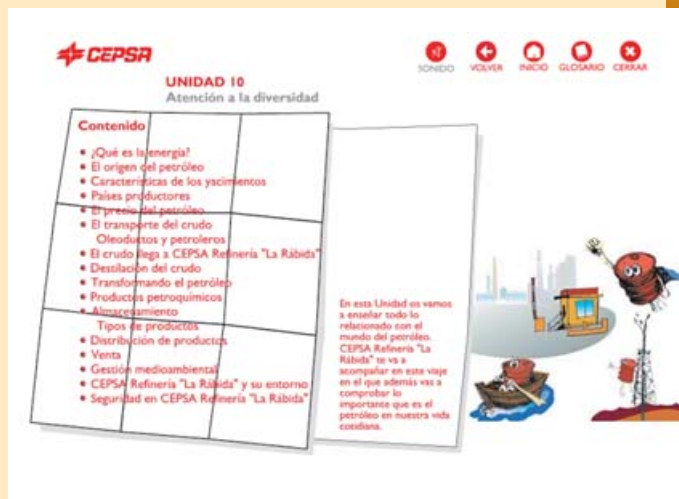 CEPSA
SONIDO VOLVER INICIO GLOSARIO CERRAR
UNIDAD 10
Atención a la diversidad
Contenido
¿Qué es la energía?
El origen del petróleo
Características de los yacimientos
Países productores
El precio del petróleo
El transporte del crudo
Oleoductos y petroleros
El crudo llega a CEPSA Refinería "La Rábida"
Destilación del crudo
Transformando el petróleo
Productos petroquímicos
Almacenamiento
Tipos de productos
Distribución de productos
Venta
Gestión medioambiental
CEPSA Refinería "La Rábida" y su entorno
Seguridad en CEPSA Refinería "La Rábida"
En esta Unidad os vamos
a enseñar todo lo
relacionado con el
mundo del petróleo.
CEPSA Refinería "La
Rábida" te va a
acompañar en este viaje
en el que además vas a
comprobar lo
importante que es el
petróleo en nuestra vida
cotidiana.